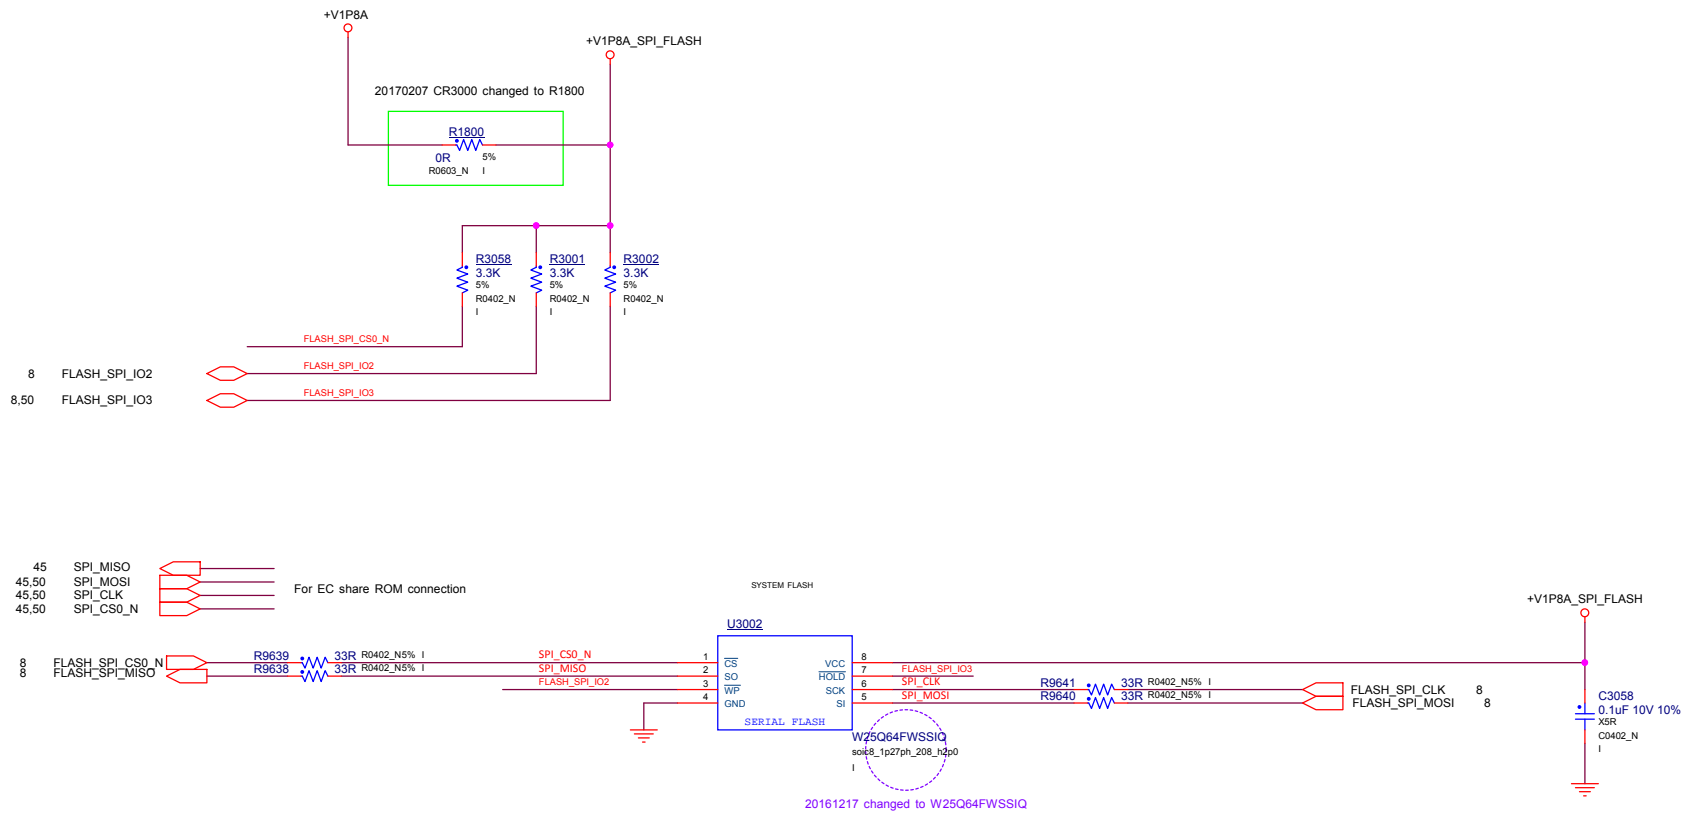 +V1P8A
+V1P8A_SPI_FLASH
20170207 CR3000 changed to R1800
R1800
0R 5%
R0603_N I
R3058 R3001 R3002
3.3K 3.3K 3.3K
5% 5% 5%
R0402_N R0402_N R0402_N
I I I
FLASH_SPI_CS0_N
8 FLASH_SPI_IO2 FLASH_SPI_IO2
8,50 FLASH_SPI_IO3 FLASH_SPI_IO3
45 SPI_MISO
45,50 SPI_MOSI
45,50 SPI_CLK
45,50 SPI_CS0_N
For EC share ROM connection
SYSTEM FLASH
U3002
+V1P8A_SPI_FLASH
8 FLASH_SPI_CS0_N R9639 33R R0402_N5% I SPI_CS0_N 1 CS VCC 8
8 FLASH_SPI_MISO R9638 33R R0402_N5% I SPI_MISO 2 SO HOLD 7 FLASH_SPI_IO3
FLASH_SPI_IO2 3 WP SCK 6 SPI_CLK R9641 33R R0402_N5% I FLASH_SPI_CLK 8
4 GND SI 5 SPI_MOSI R9640 33R R0402_N5% I FLASH_SPI_MOSI 8
SERIAL FLASH
C3058
0.1uF 10V 10%
X5R
C0402_N
I
W25Q64FWSSIQ
soic8_1p27ph_208_h2p0
I
20161217 changed to W25Q64FWSSIQ